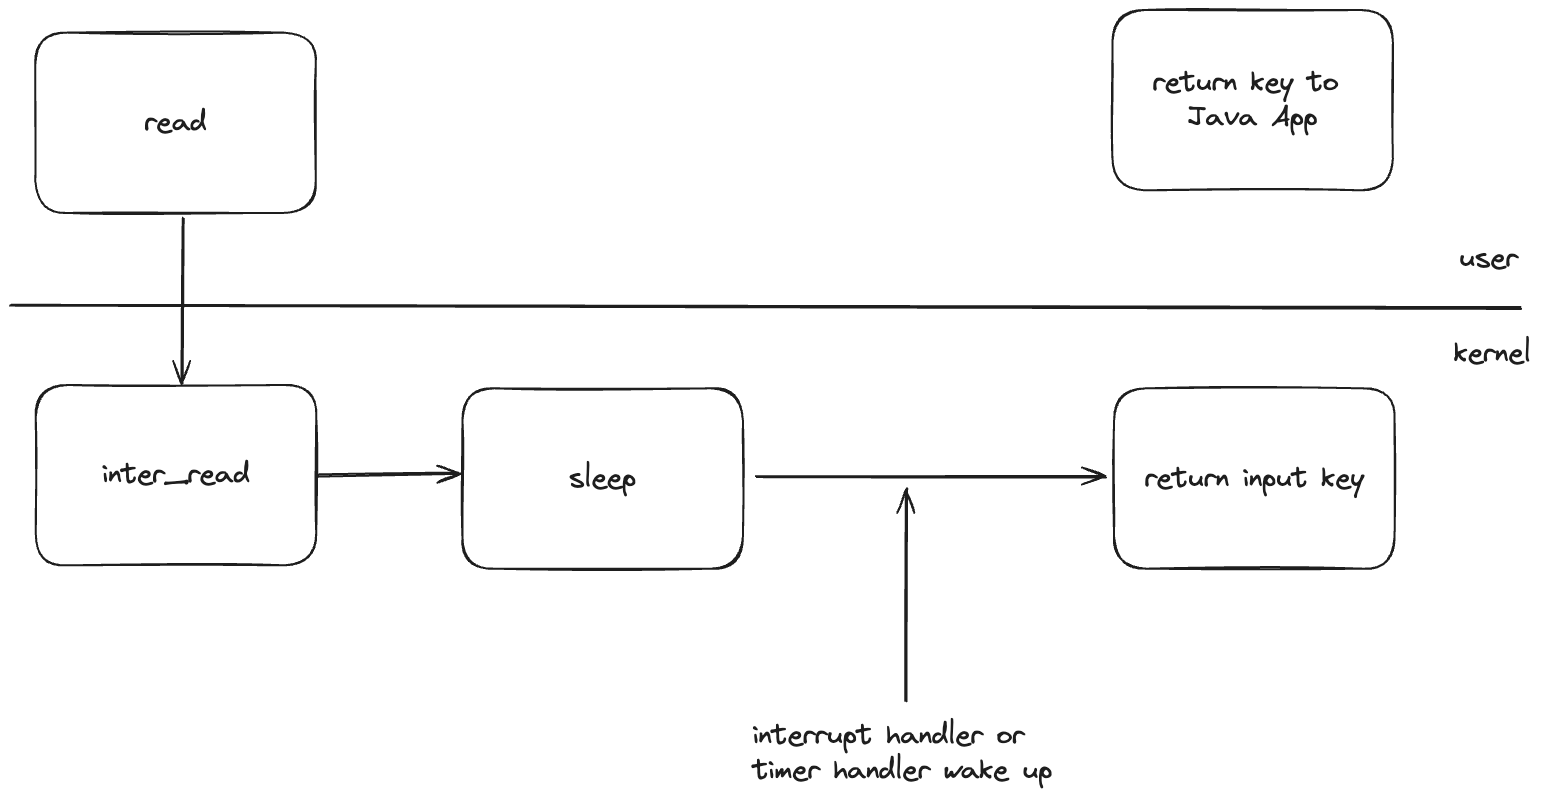 read
return key to
Java App
user
kernel
inter_read
sleep
return input key
interrupt handler or
timer handler wake up